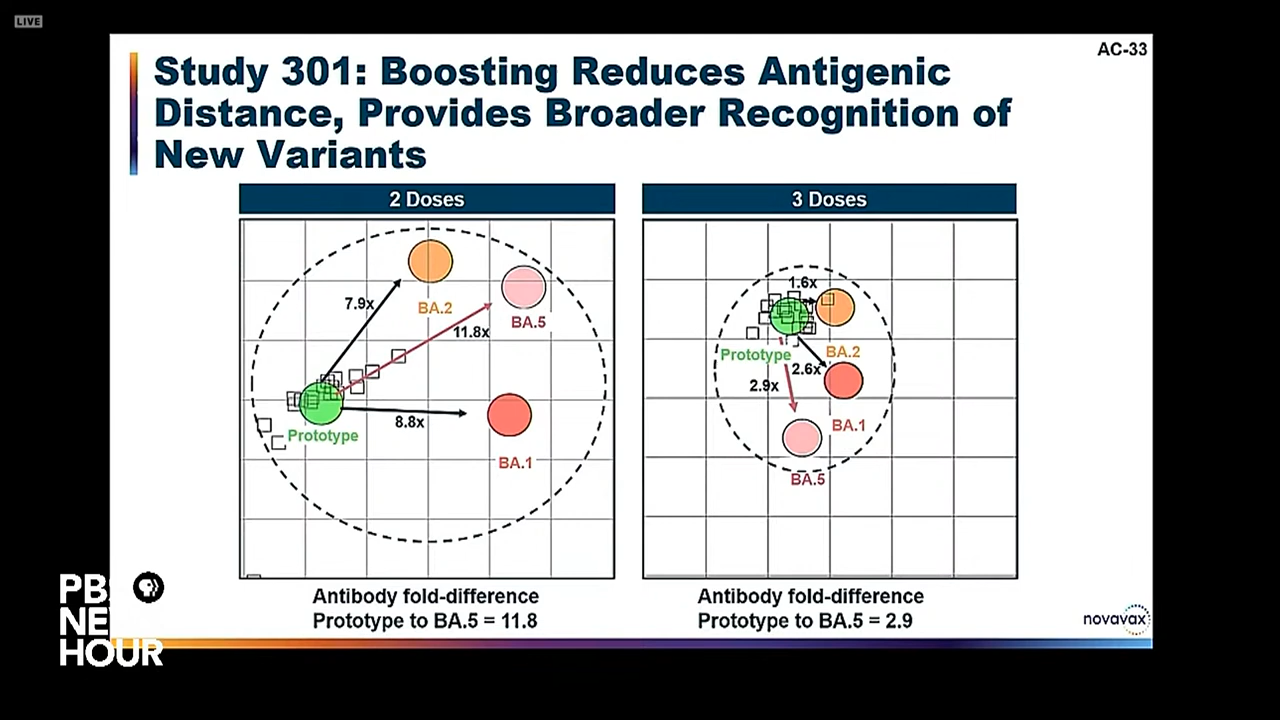 LIVE
AC-33
Study 301: Boosting Reduces Antigenic
Distance, Provides Broader Recognition of
New Variants
2 Doses
7.9x
BA.2
BA.5
11.8x
Prototype
8.8x
BA.1
Antibody fold-difference
Prototype to BA.5 = 11.8
3 Doses
1.6x
Prototype
BA.2
2.6x
2.9x
BA.1
BA.5
Antibody fold-difference
Prototype to BA.5 = 2.9
novavax
HOUR